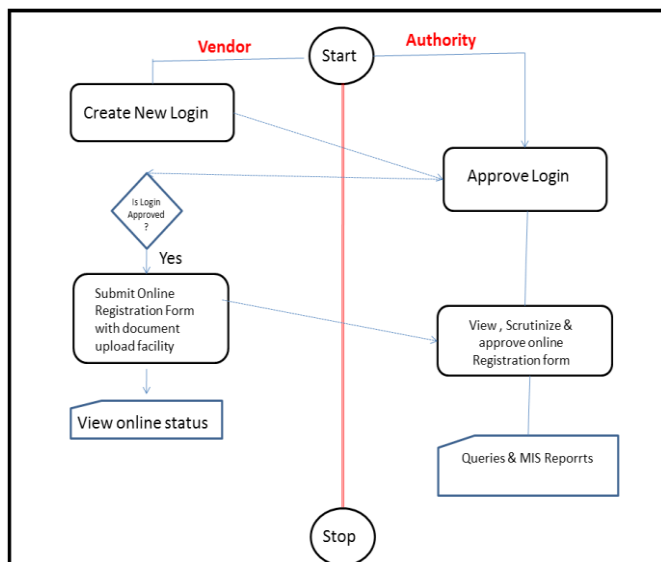 Vendor
Start
Authority
Create New Login
Approve Login
Is Login
Approved
?
Yes
Submit Online
Registration Form
with document
upload facility
View , Scrutinize &
approve online
Registration form
View online status
Queries & MIS Reporrts
Stop